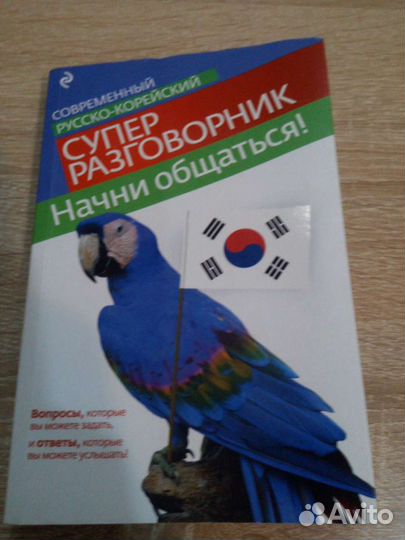 СОВРЕМЕННЫЙ
РУССКО-КОРЕЙСКИЙ
СУПЕР
РАЗГОВОРНИК
Начни общаться!
Вопросы, которые
вы можете задать,
и ответы, которые
вы можете услышать!
Avito